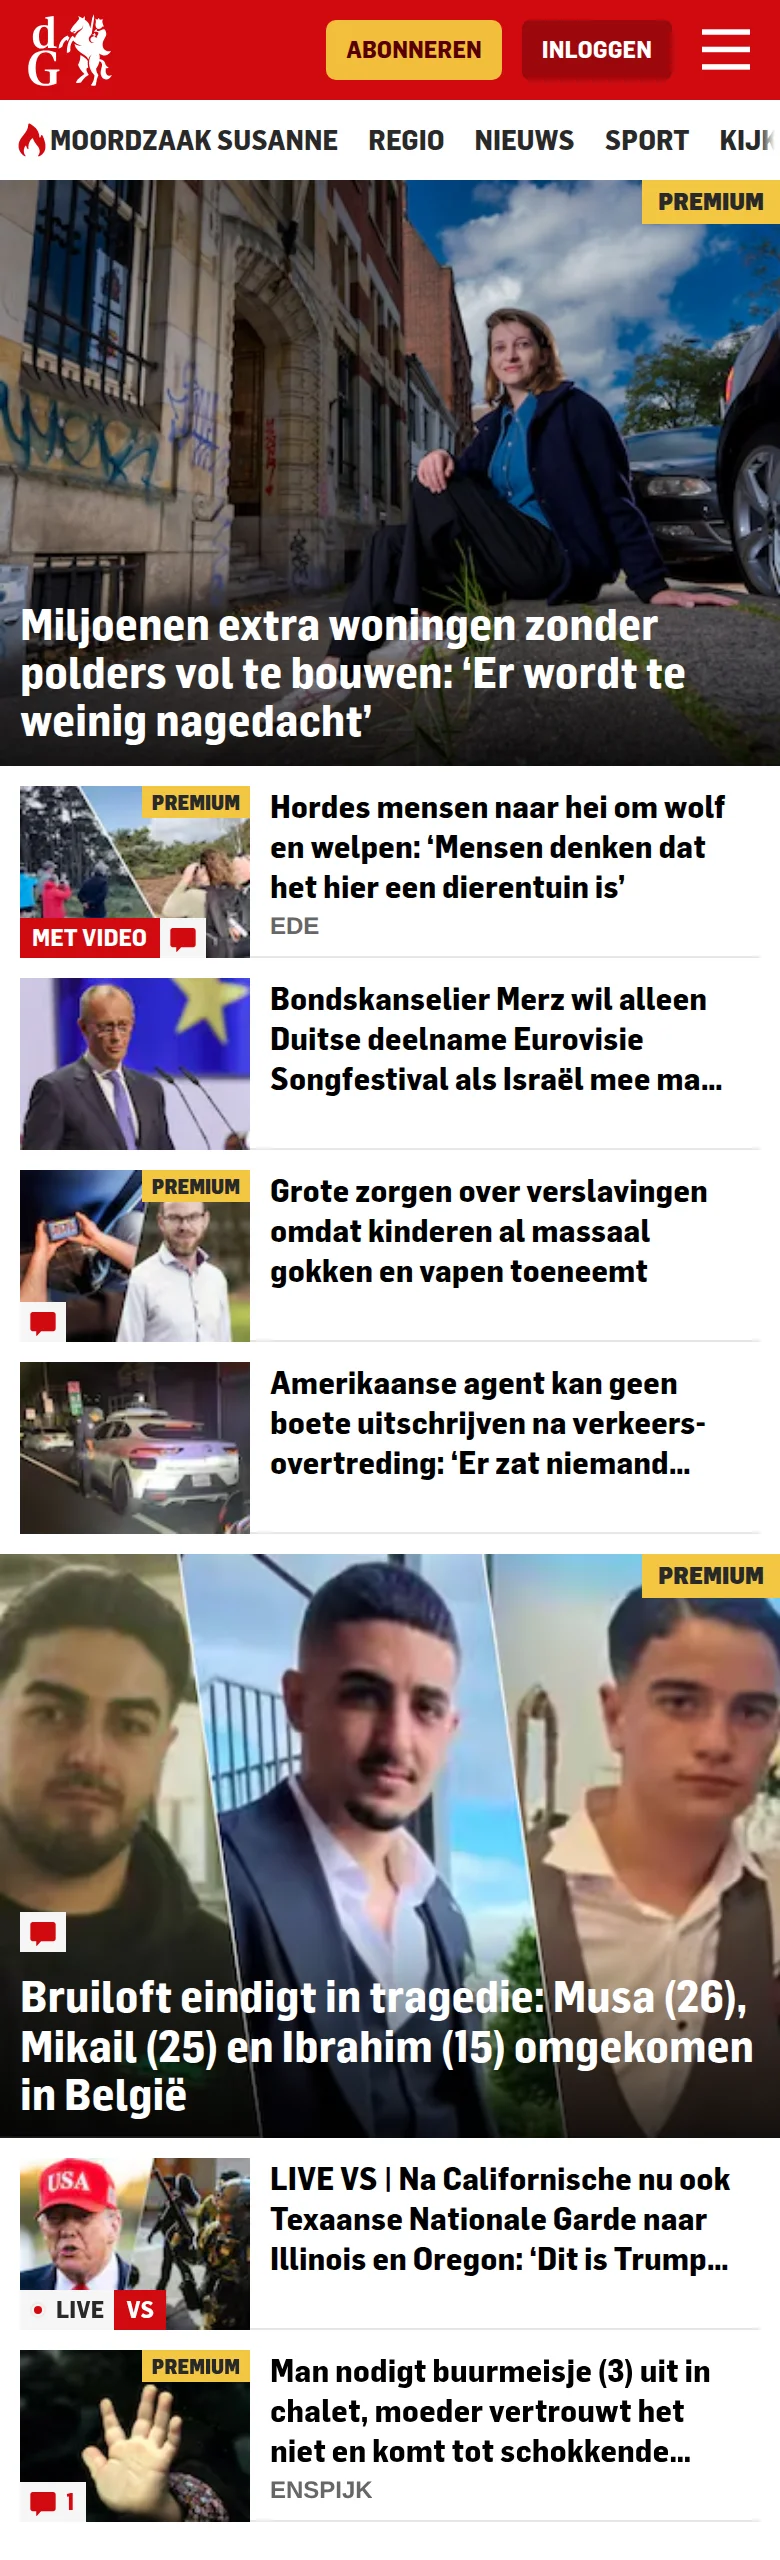 dG
ABONNEREN
INLOGGEN
MOORDZAAK SUSANNE
REGIO
NIEUWS
SPORT
KIJK
PREMIUM
Miljoenen extra woningen zonder
polders vol te bouwen: ‘Er wordt te
weinig nagedacht’
PREMIUM
MET VIDEO
Hordes mensen naar hei om wolf
en welpen: ‘Mensen denken dat
het hier een dierentuin is’
EDE
Bondskanselier Merz wil alleen
Duitse deelname Eurovisie
Songfestival als Israël mee ma...
PREMIUM
Grote zorgen over verslavingen
omdat kinderen al massaal
gokken en vapen toeneemt
Amerikaanse agent kan geen
boete uitschrijven na verkeers-
overtreding: ‘Er zat niemand...
PREMIUM
Bruiloft eindigt in tragedie: Musa (26),
Mikail (25) en Ibrahim (15) omgekomen
in België
USA
LIVE VS
LIVE VS | Na Californische nu ook
Texaanse Nationale Garde naar
Illinois en Oregon: ‘Dit is Trump...
PREMIUM
1
Man nodigt buurmeisje (3) uit in
chalet, moeder vertrouwt het
niet en komt tot schokkende...
ENSPIJK